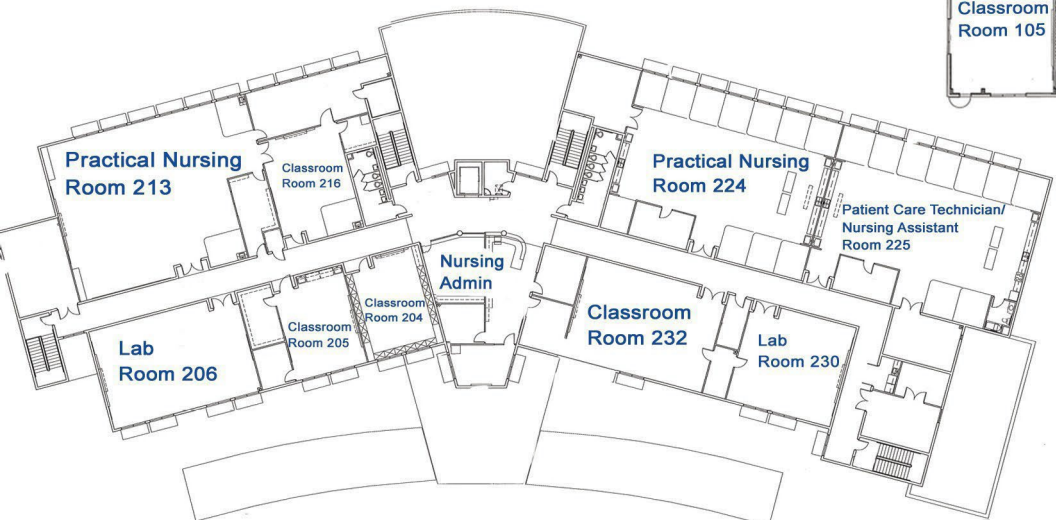 Classroom
Room 105
Practical Nursing
Room 213
Classroom
Room 216
Practical Nursing
Room 224
Patient Care Technician/
Nursing Assistant
Room 225
Nursing
Admin
Classroom
Room 204
Classroom
Room 205
Lab
Room 206
Classroom
Room 232
Lab
Room 230